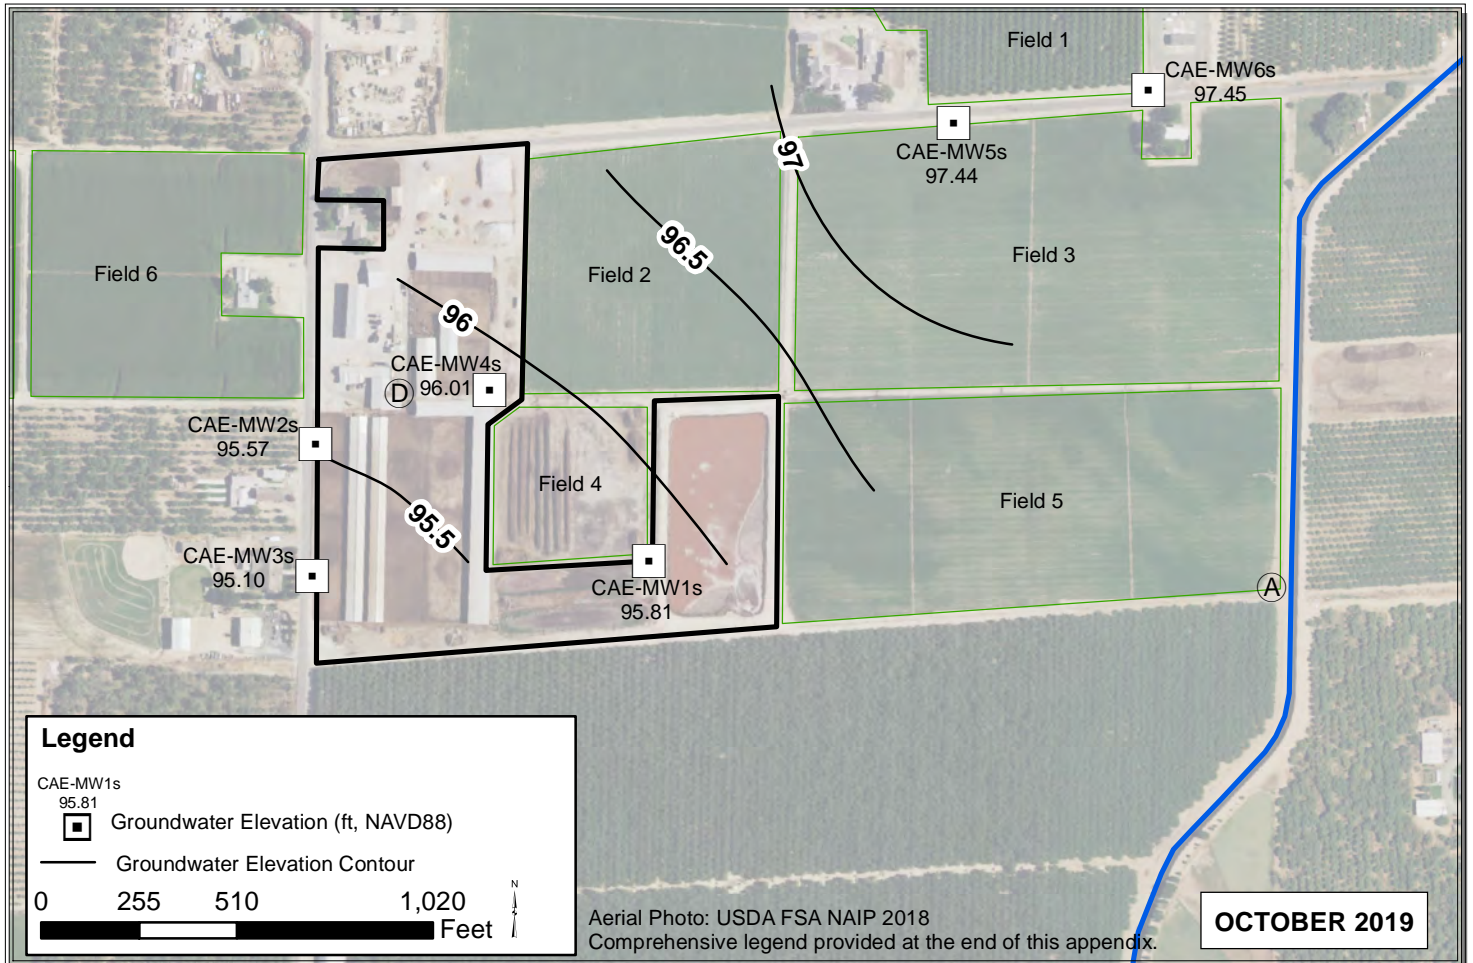 Field 1
CAE-MW6s
97.45
CAE-MW5s
97.44
97
96.5
Field 6
Field 2
Field 3
96
CAE-MW4s
96.01
D
CAE-MW2s
95.57
Field 4
Field 5
95.5
CAE-MW3s
95.10
CAE-MW1s
95.81
A
Legend
CAE-MW1s
95.81
Groundwater Elevation (ft, NAVD88)
Groundwater Elevation Contour
0 255 510 1,020
Feet
N
Aerial Photo: USDA FSA NAIP 2018
Comprehensive legend provided at the end of this appendix.
OCTOBER 2019